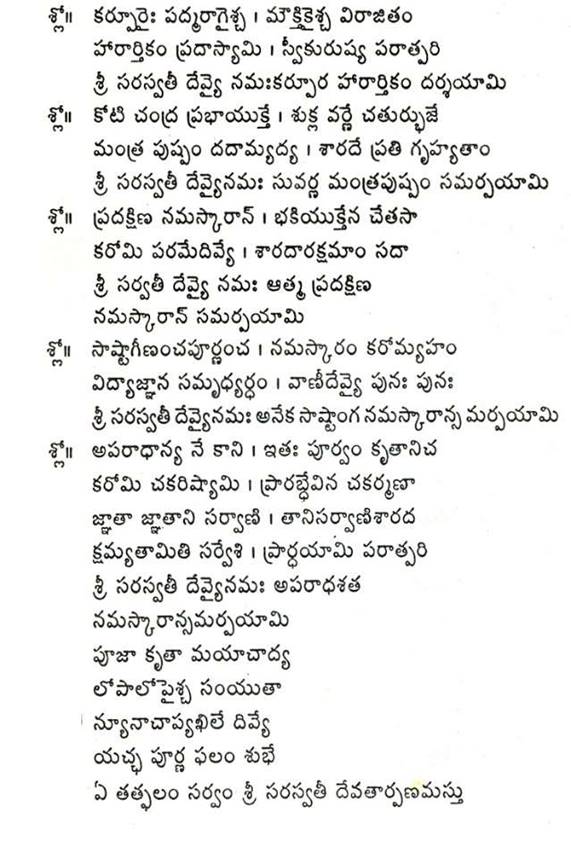 శ్లో॥ కర్పూరైః పద్మరాగైశ్చ । మౌక్తికైశ్చ విరాజితం
హారార్తికం ప్రదాస్యామి । స్వీకురుష్య పరాత్పరి
శ్రీ సరస్వతీ దేవ్యై నమఃకర్పూర హారార్తికం దర్శయామి
శ్లో॥ కోటి చంద్ర ప్రభాయుక్తే । శుక్ల వర్ణే చతుర్భుజే
మంత్ర పుష్పం దదామ్యద్య । శారదే ప్రతి గృహ్యతాం
శ్రీ సరస్వతీ దేవ్యైనమః సువర్ణ మంత్రపుష్పం సమర్పయామి
శ్లో॥ ప్రదక్షిణ నమస్కారాన్ । భకియుక్తేన చేతసా
కరోమి పరమేదివ్యే । శారదారక్షమాం సదా
శ్రీ సర్వతీ దేవ్యై నమః ఆత్మ ప్రదక్షిణ
నమస్కారాన్ సమర్పయామి
శ్లో॥ సాష్టాగీణంచపూర్ణంచ । నమస్కారం కరోమ్యహం
విద్యాజ్ఞాన సమృధ్యర్ధం । వాణీదేవ్యై పునః పునః
శ్రీ సరస్వతీ దేవ్యైనమః అనేక సాష్టాంగ నమస్కారాన్స మర్పయామి
శ్లో॥ అపరాధాన్య నే కాని । ఇతః పూర్వం కృతానిచ
కరోమి చకరిష్యామి । ప్రారబ్ధేవిన చకర్మణా
జ్ఞాతా జ్ఞాతాని సర్వాణి । తానిసర్వాణిశారద
క్షమ్యతామితి సర్వేశి । ప్రార్ధయామి పరాత్పరి
శ్రీ సరస్వతీ దేవ్యైనమః అపరాధశత
నమస్కారాన్సమర్పయామి
పూజా కృతా మయాచాద్య
లోపాలోపైశ్చ సంయుతా
న్యూనాచాప్యఖిలే దివ్యే
యచ్ఛ పూర్ణ ఫలం శుభే
ఏ తత్ఫలం సర్వం శ్రీ సరస్వతీ దేవతార్పణమస్తు